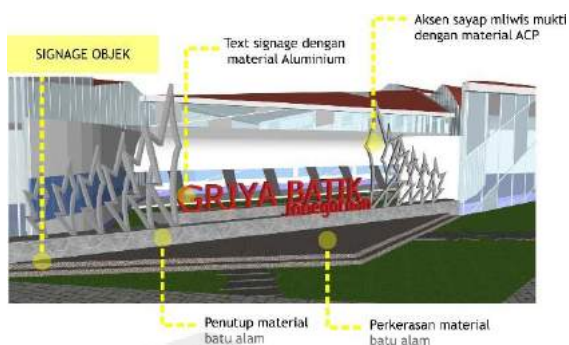 Aksen sayap mliwis mukti
dengan material ACP
Text signage dengan
material Aluminium
SIGNAGE OBJEK
GRIYA BATIK
Jonegoroan
Penutup material
batu alam
Perkerasan material
batu alam